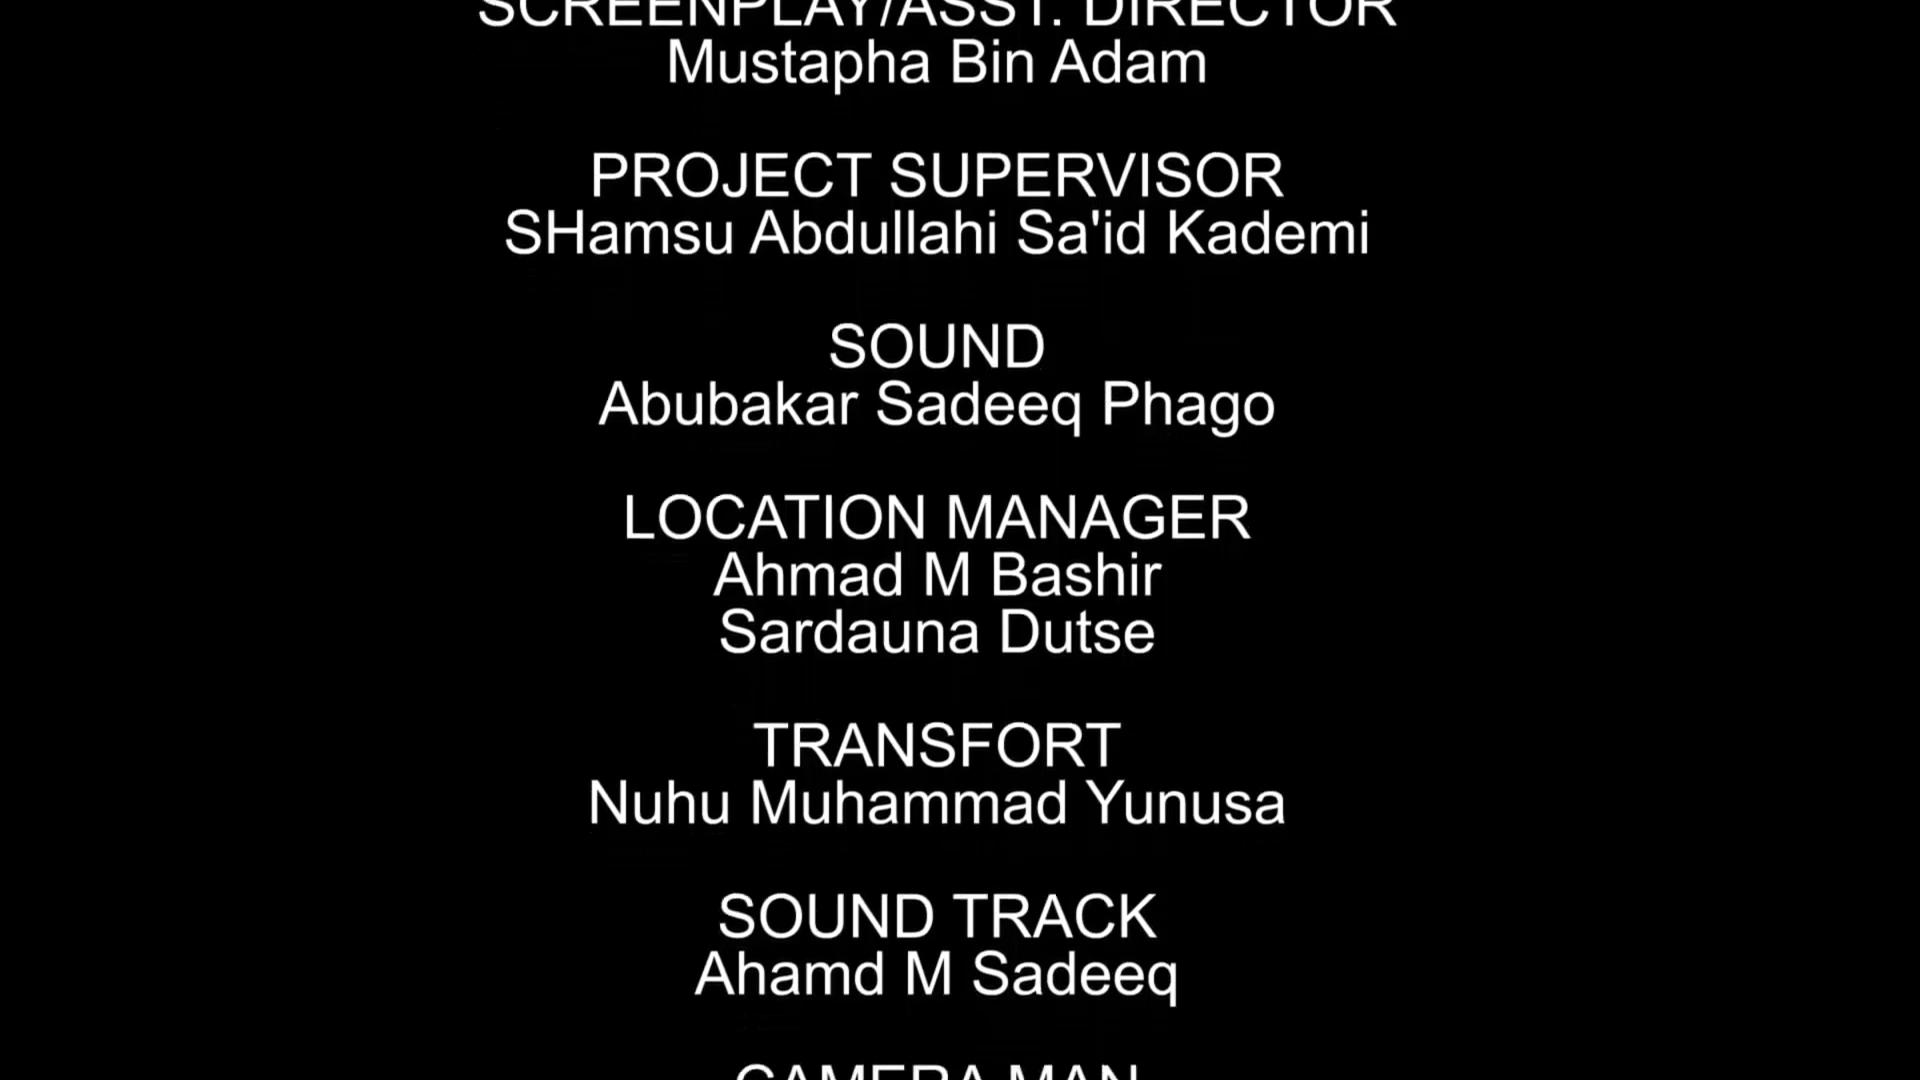 SCREENPLAY/ASST. DIRECTOR
Mustapha Bin Adam
PROJECT SUPERVISOR
SHamsu Abdullahi Sa'id Kademi
SOUND
Abubakar Sadeeq Phago
LOCATION MANAGER
Ahmad M Bashir
Sardauna Dutse
TRANSFORT
Nuhu Muhammad Yunusa
SOUND TRACK
Ahamd M Sadeeq
CAMERA MAN